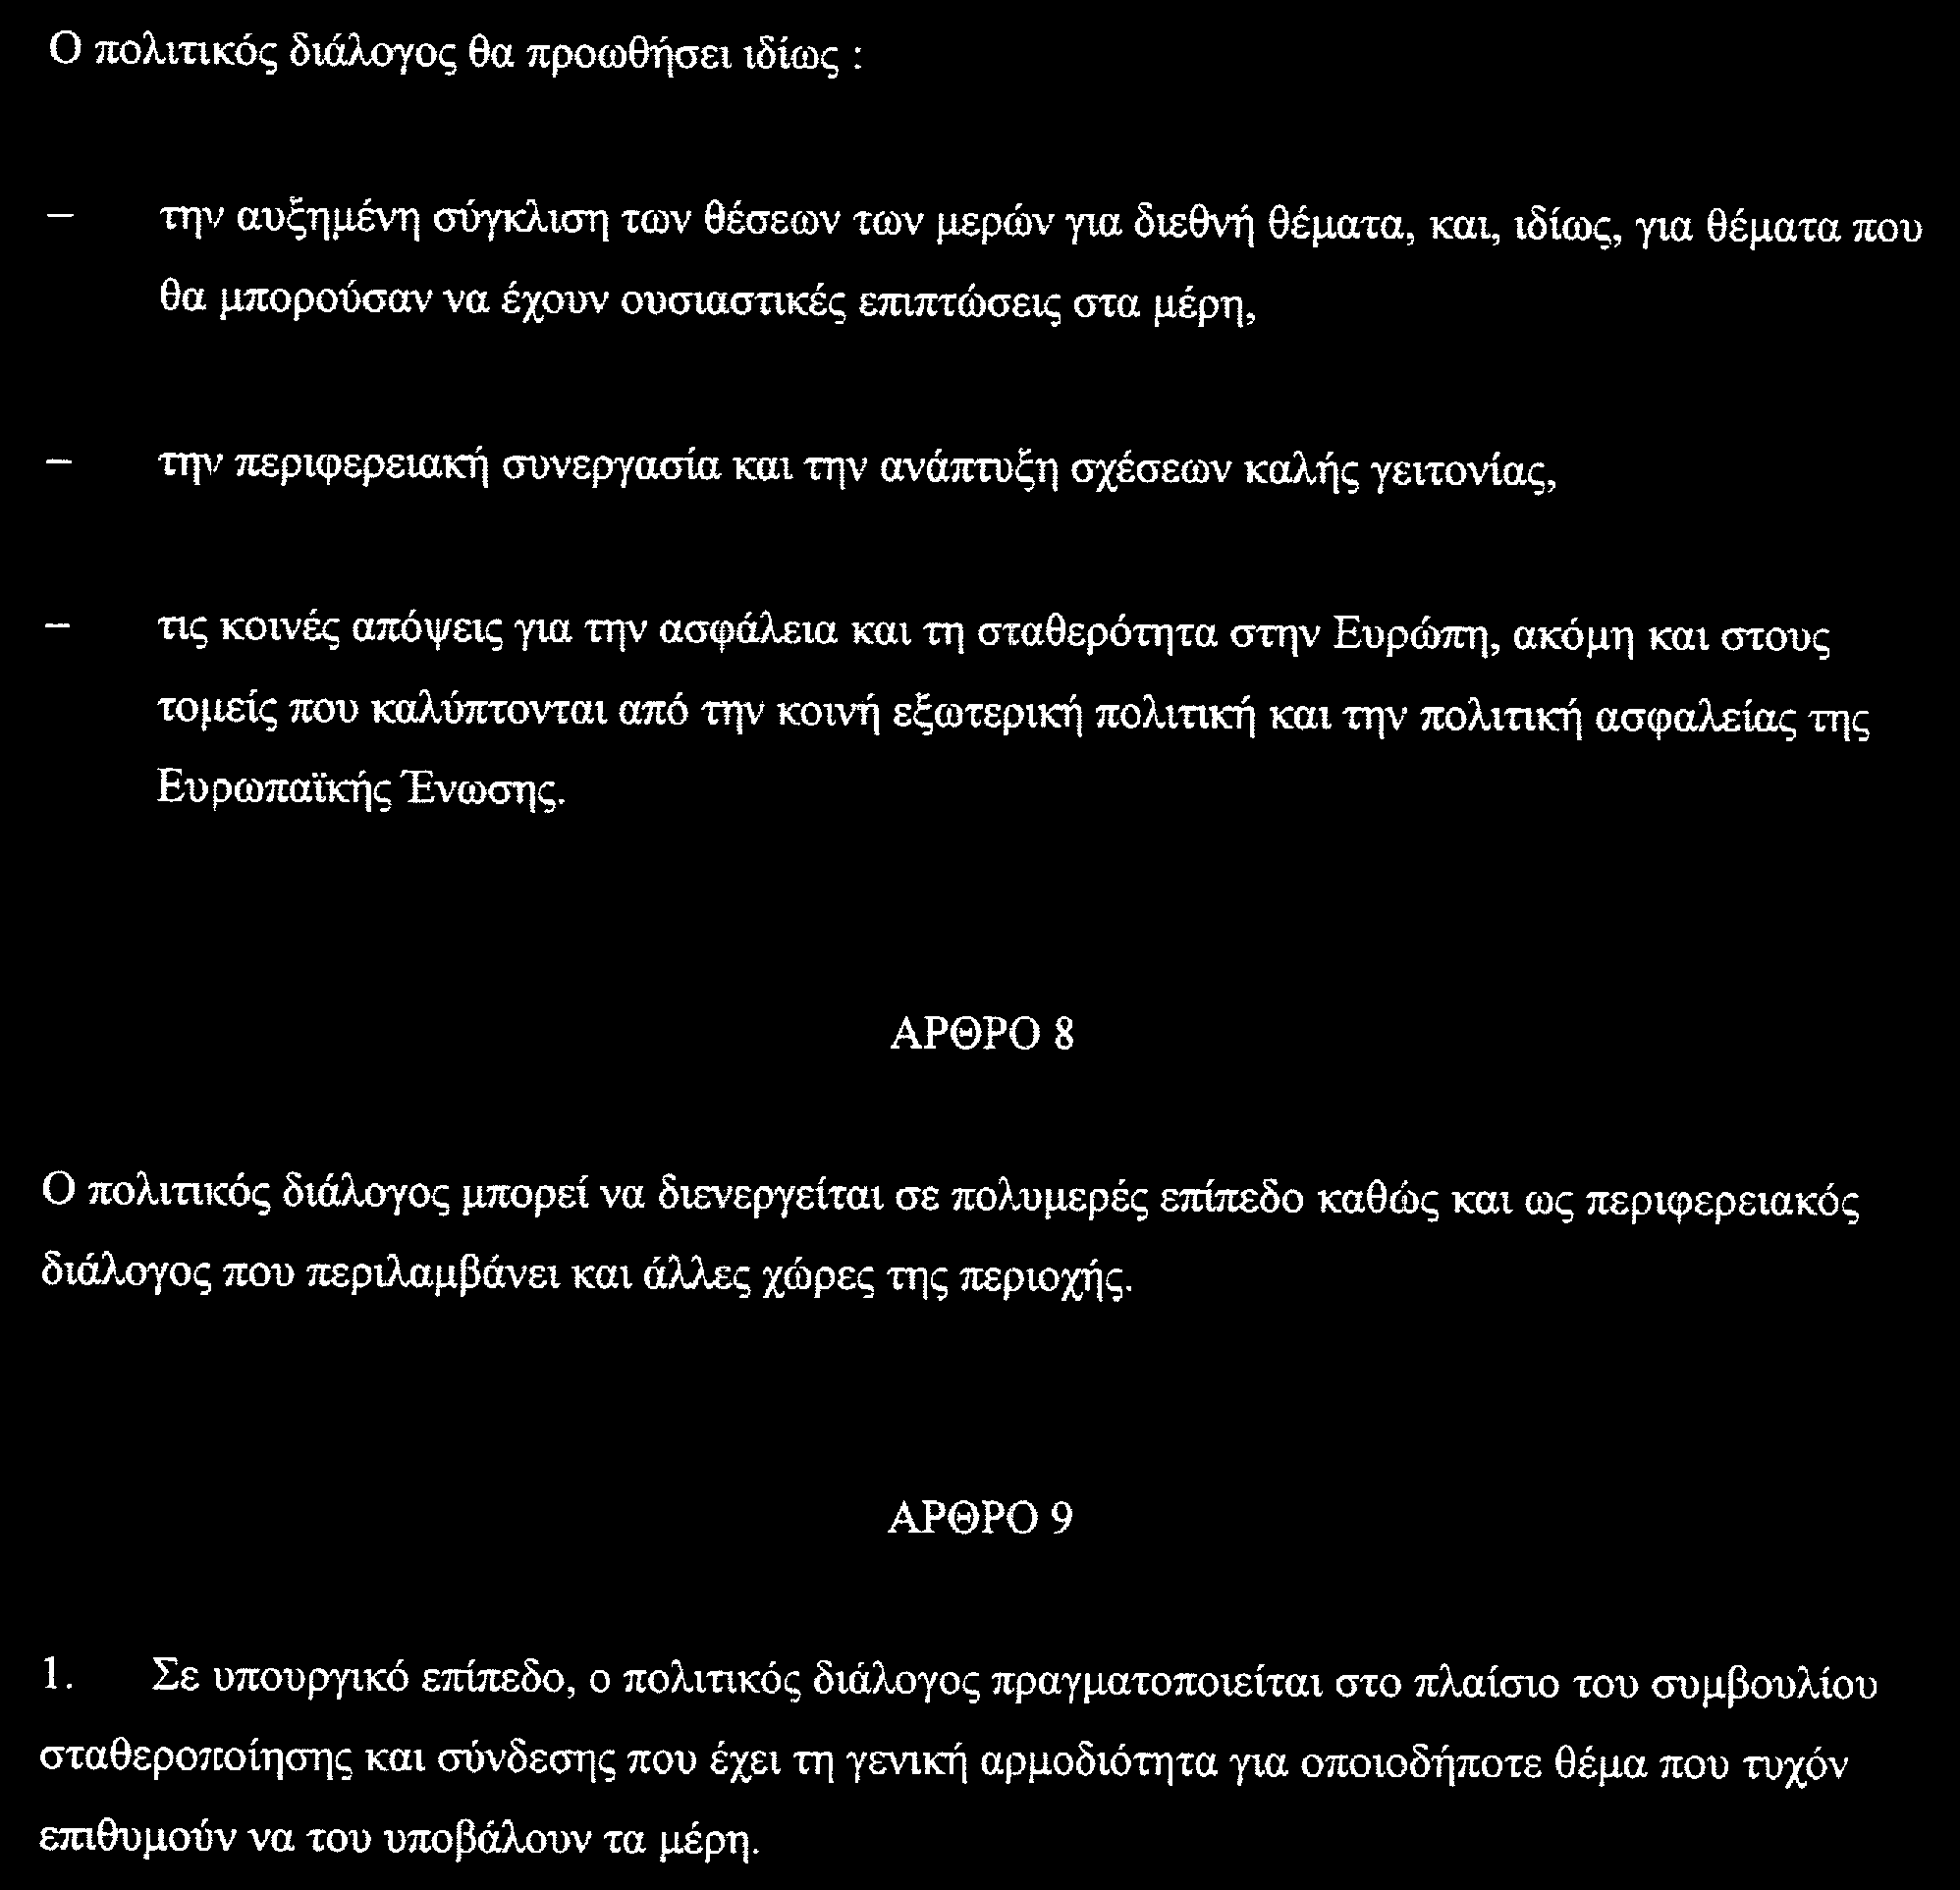 Ο πολιτικός διάλογος θα προωθήσει ιδίως :
– την αυξημένη σύγκλιση των θέσεων των μερών για διεθνή θέματα, και, ιδίως, για θέματα που
θα μπορούσαν να έχουν ουσιαστικές επιπτώσεις στα μέρη,
– την περιφερειακή συνεργασία και την ανάπτυξη σχέσεων καλής γειτονίας,
– τις κοινές απόψεις για την ασφάλεια και τη σταθερότητα στην Ευρώπη, ακόμη και στους
τομείς που καλύπτονται από την κοινή εξωτερική πολιτική και την πολιτική ασφαλείας της
Ευρωπαϊκής Ένωσης.
ΑΡΘΡΟ 8
Ο πολιτικός διάλογος μπορεί να διενεργείται σε πολυμερές επίπεδο καθώς και ως περιφερειακός
διάλογος που περιλαμβάνει και άλλες χώρες της περιοχής.
ΑΡΘΡΟ 9
1. Σε υπουργικό επίπεδο, ο πολιτικός διάλογος πραγματοποιείται στο πλαίσιο του συμβουλίου
σταθεροποίησης και σύνδεσης που έχει τη γενική αρμοδιότητα για οποιοδήποτε θέμα που τυχόν
επιθυμούν να του υποβάλουν τα μέρη.